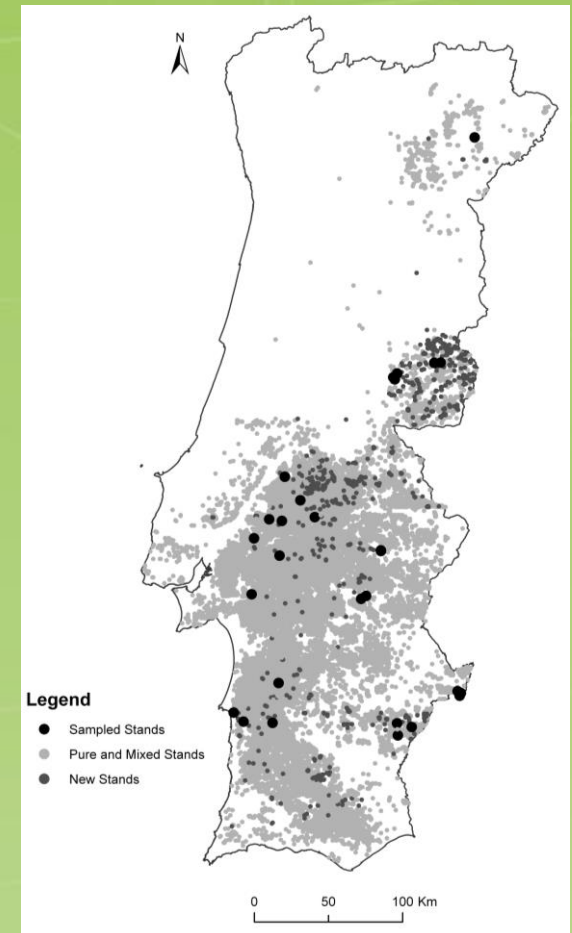 N
Legend
Sampled Stands
Pure and Mixed Stands
New Stands
0 50 100 Km